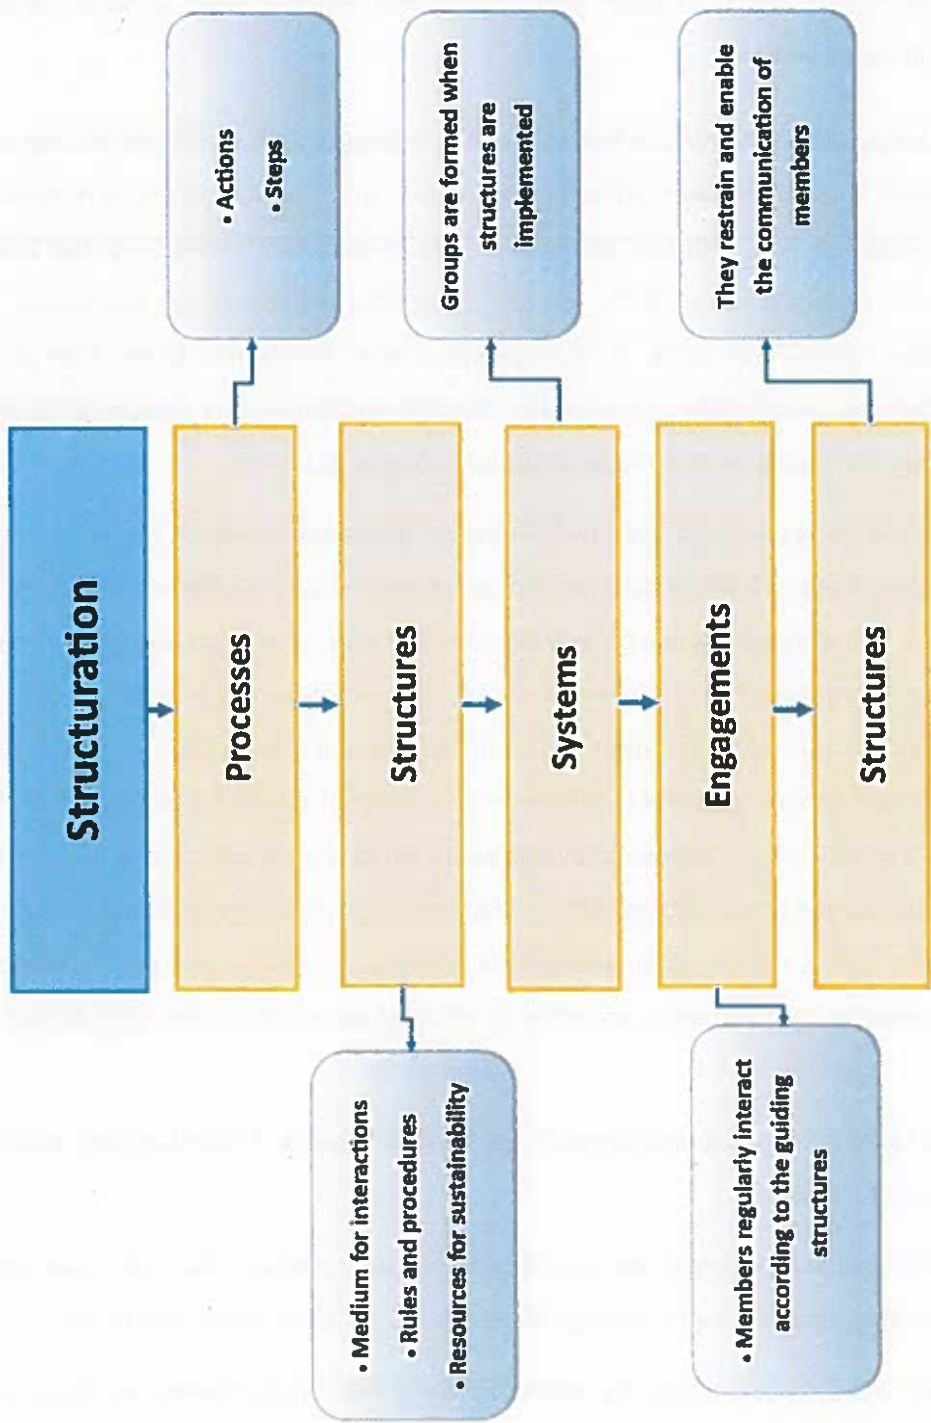 Structuration
Processes
• Actions
• Steps
Structures
• Medium for interactions
• Rules and procedures
• Resources for sustainability
Systems
Groups are formed when
structures are
implemented
Engagements
• Members regularly interact
according to the guiding
structures
Structures
They restrain and enable
the communication of
members